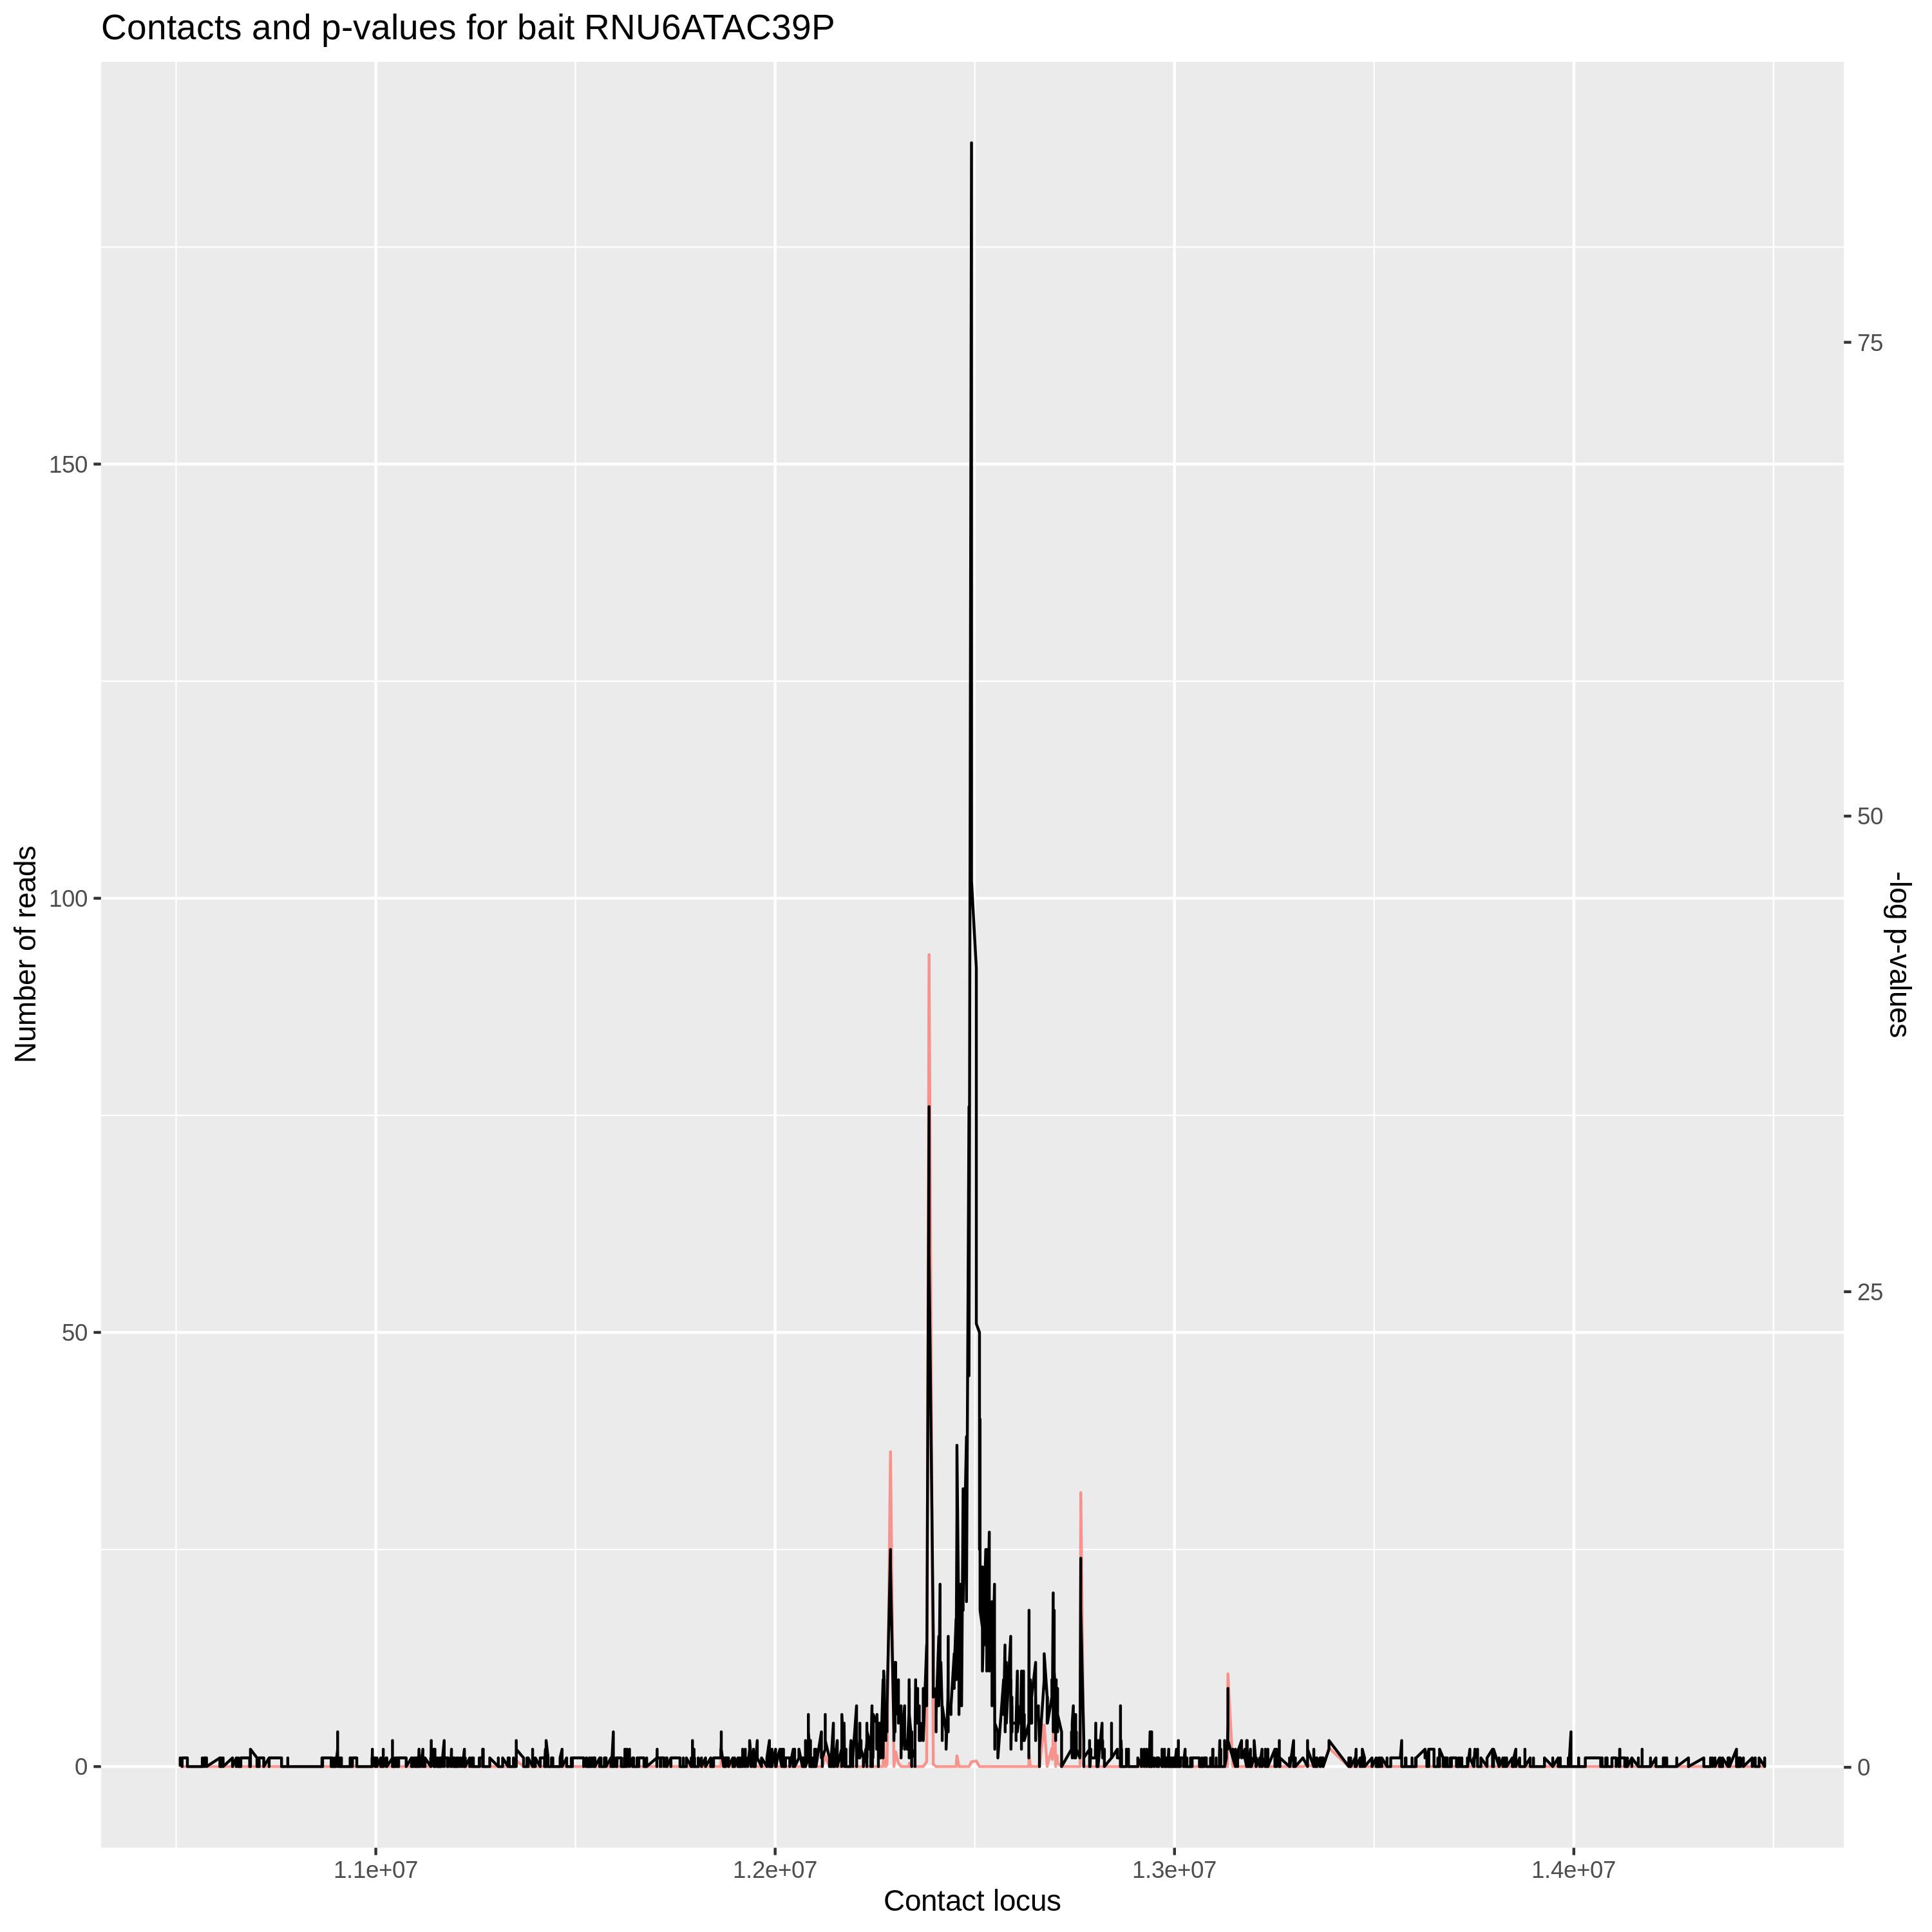 Contacts and p-values for bait RNU6ATAC39P
Number of reads
150
100
50
0
75
50
25
0
-log p-values
1.1e+07
1.2e+07
1.3e+07
1.4e+07
Contact locus